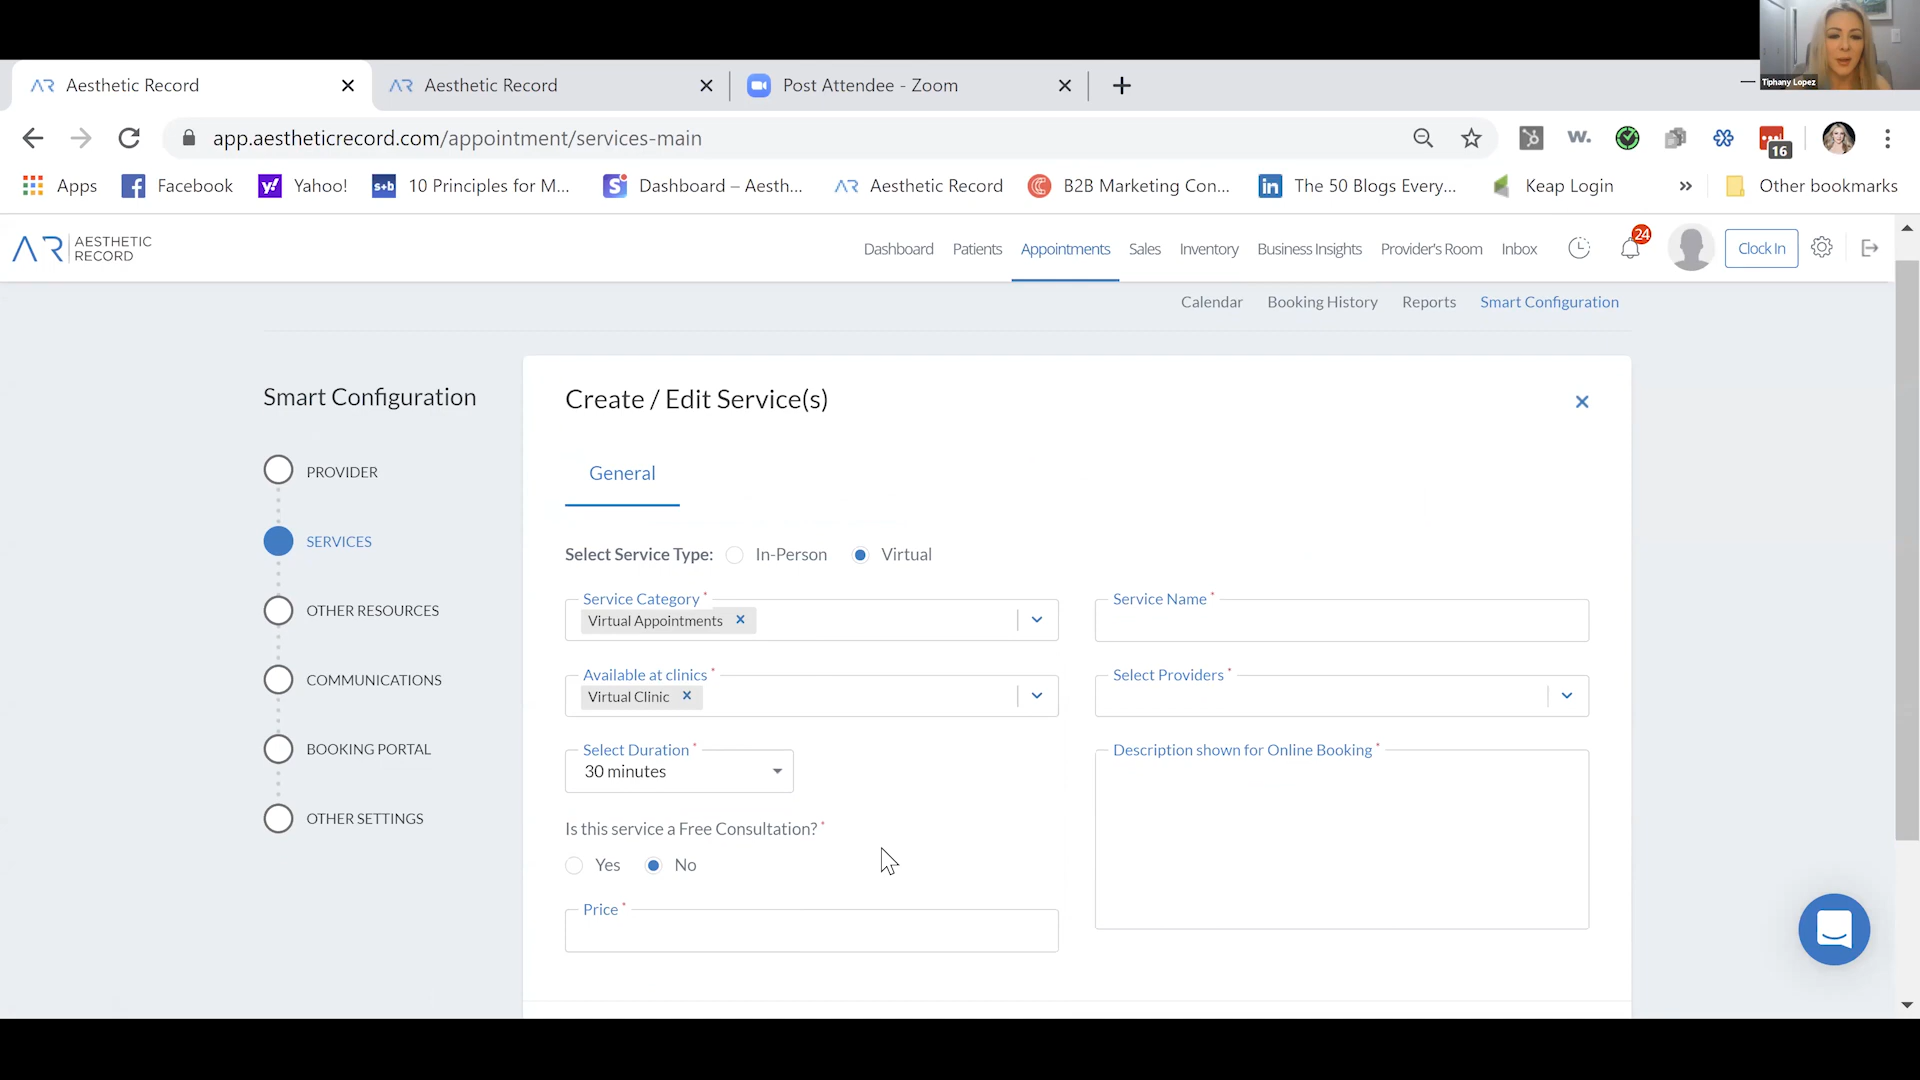 Tiphany Lopez
Aesthetic Record
Aesthetic Record
Post Attendee - Zoom
app.aestheticrecord.com/appointment/services-main
W.
16
Apps
Facebook
Yahoo!
s+b
10 Principles for M...
Dashboard – Aesth...
Aesthetic Record
B2B Marketing Con...
in
The 50 Blogs Every...
Keap Login
»
Other bookmarks
AR AESTHETIC
RECORD
Dashboard
Patients
Appointments
Sales
Inventory
Business Insights
Provider's Room
Inbox
24
Clock In
Calendar
Booking History
Reports
Smart Configuration
Smart Configuration
PROVIDER
SERVICES
OTHER RESOURCES
COMMUNICATIONS
BOOKING PORTAL
OTHER SETTINGS
Create / Edit Service(s)
General
Select Service Type: In-Person Virtual
Service Category *
Virtual Appointments
Service Name *
Available at clinics *
Virtual Clinic
Select Providers *
Select Duration *
30 minutes
Description shown for Online Booking *
Is this service a Free Consultation? *
Yes No
Price *